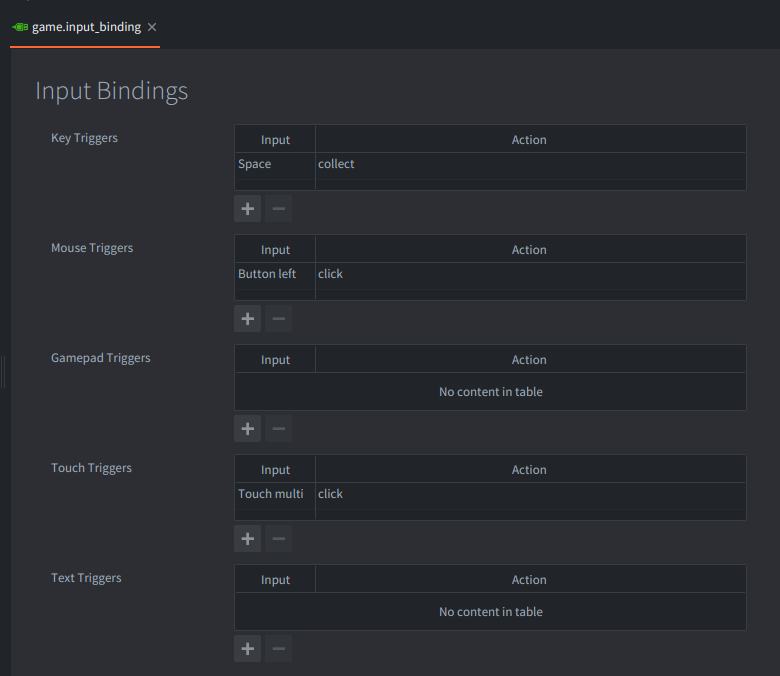 game.input_binding
Input Bindings
Key Triggers
Input Action
Space collect
Mouse Triggers
Input Action
Button left click
Gamepad Triggers
Input Action
No content in table
Touch Triggers
Input Action
Touch multi click
Text Triggers
Input Action
No content in table